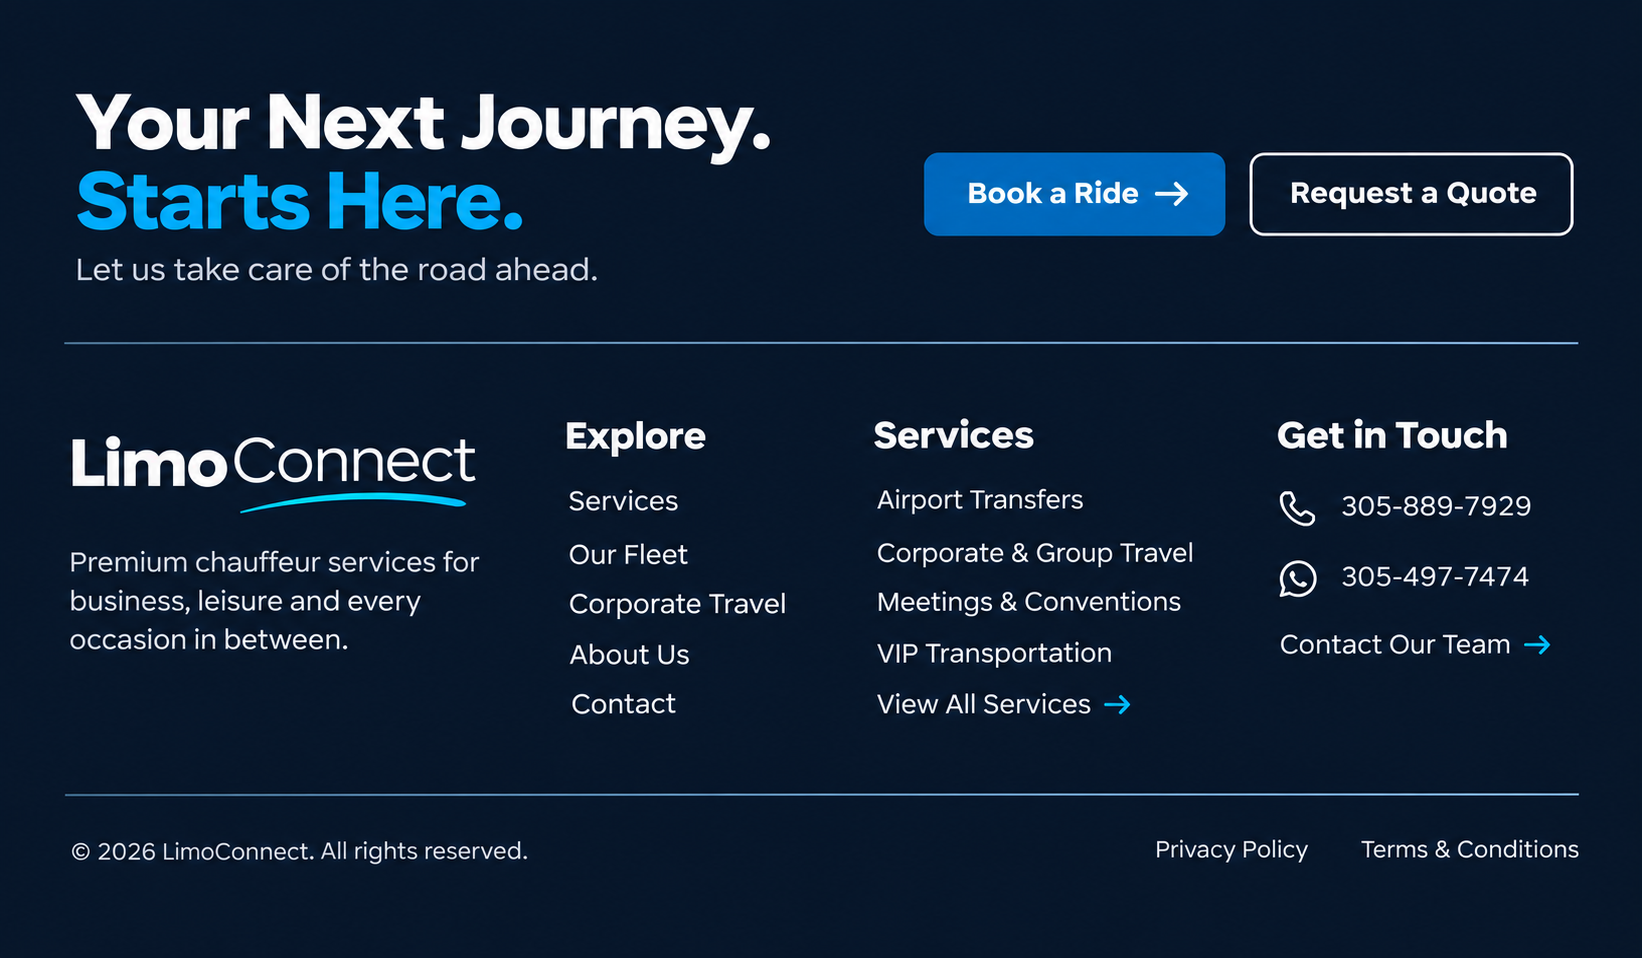 Your Next Journey.
Starts Here.
Let us take care of the road ahead.
Book a Ride →
Request a Quote
LimoConnect
Premium chauffeur services for
business, leisure and every
occasion in between.
Explore
Services
Our Fleet
Corporate Travel
About Us
Contact
Services
Airport Transfers
Corporate & Group Travel
Meetings & Conventions
VIP Transportation
View All Services →
Get in Touch
305-889-7929
305-497-7474
Contact Our Team →
© 2026 LimoConnect. All rights reserved.
Privacy Policy
Terms & Conditions